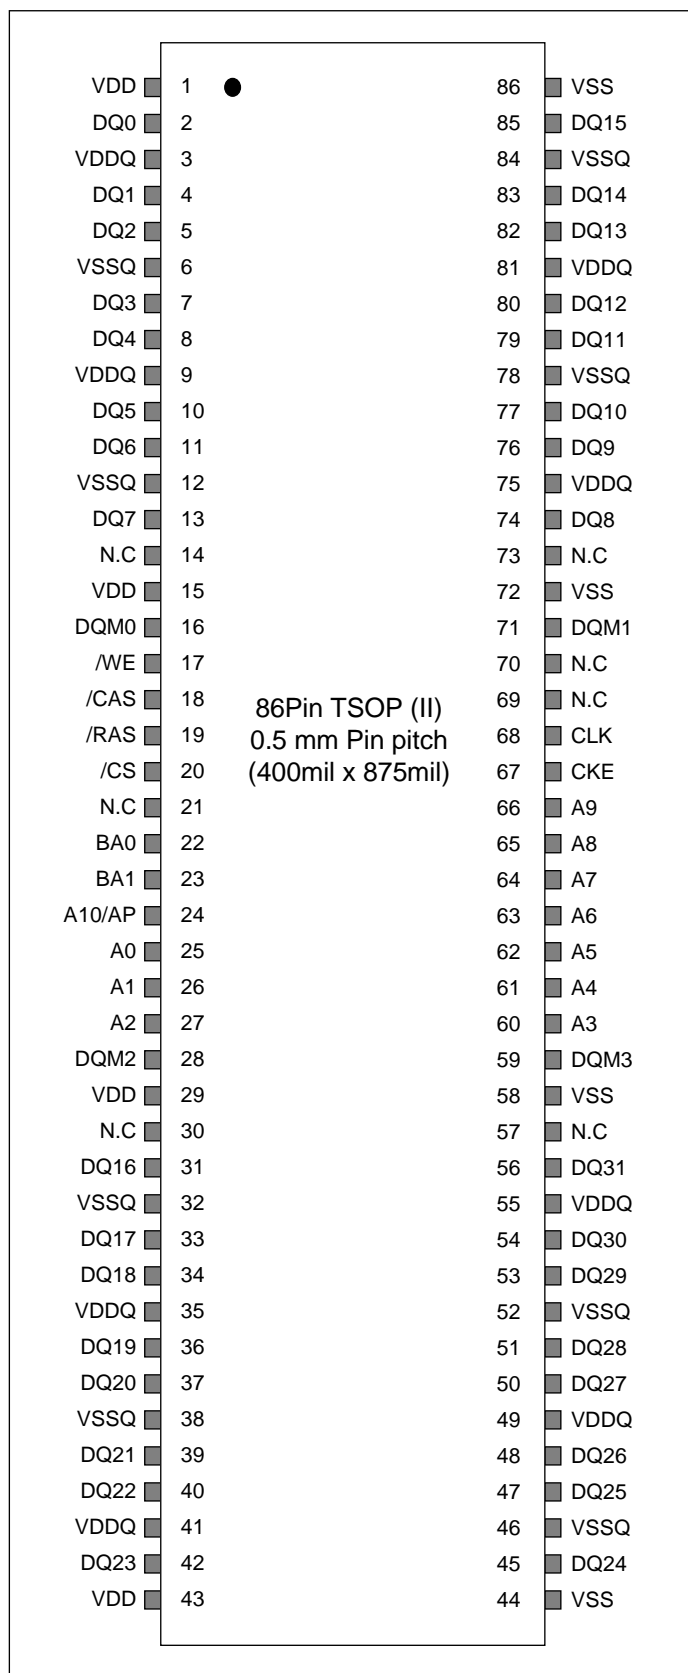 VDD 1 86 VSS
DQ0 2 85 DQ15
VDDQ 3 84 VSSQ
DQ1 4 83 DQ14
DQ2 5 82 DQ13
VSSQ 6 81 VDDQ
DQ3 7 80 DQ12
DQ4 8 79 DQ11
VDDQ 9 78 VSSQ
DQ5 10 77 DQ10
DQ6 11 76 DQ9
VSSQ 12 75 VDDQ
DQ7 13 74 DQ8
N.C 14 73 N.C
VDD 15 72 VSS
DQM0 16 71 DQM1
/WE 17 70 N.C
/CAS 18 69 N.C
/RAS 19 68 CLK
/CS 20 67 CKE
N.C 21 66 A9
BA0 22 65 A8
BA1 23 64 A7
A10/AP 24 63 A6
A0 25 62 A5
A1 26 61 A4
A2 27 60 A3
DQM2 28 59 DQM3
VDD 29 58 VSS
N.C 30 57 N.C
DQ16 31 56 DQ31
VSSQ 32 55 VDDQ
DQ17 33 54 DQ30
DQ18 34 53 DQ29
VDDQ 35 52 VSSQ
DQ19 36 51 DQ28
DQ20 37 50 DQ27
VSSQ 38 49 VDDQ
DQ21 39 48 DQ26
DQ22 40 47 DQ25
VDDQ 41 46 VSSQ
DQ23 42 45 DQ24
VDD 43 44 VSS
86Pin TSOP (II)
0.5 mm Pin pitch
(400mil x 875mil)